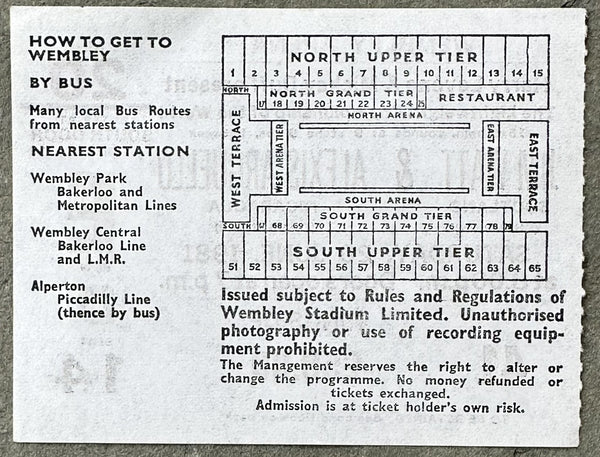 HOW TO GET TO
WEMBLEY
BY BUS
Many local Bus Routes
from nearest stations
NEAREST STATION
Wembley Park
Bakerloo and
Metropolitan Lines
Wembley Central
Bakerloo Line
and L.M.R.
Alperton
Piccadilly Line
(thence by bus)
NORTH UPPER TIER
1 2 3 4 5 6 7 8 9 10 11 12 13 14 15
NORTH
NORTH GRAND TIER
17 18 19 20 21 22 23 24 25
RESTAURANT
NORTH ARENA
WEST TERRACE
WEST ARENA TIER
EAST ARENA TIER
EAST TERRACE
SOUTH ARENA
SOUTH GRAND TIER
SOUTH
67 68 69 70 71 72 73 74 75 76 77 78 79
SOUTH UPPER TIER
51 52 53 54 55 56 57 58 59 60 61 62 63 64 65
Issued subject to Rules and Regulations of
Wembley Stadium Limited. Unauthorised
photography or use of recording equip-
ment prohibited.
The Management reserves the right to alter or
change the programme. No money refunded or
tickets exchanged.
Admission is at ticket holder's own risk.